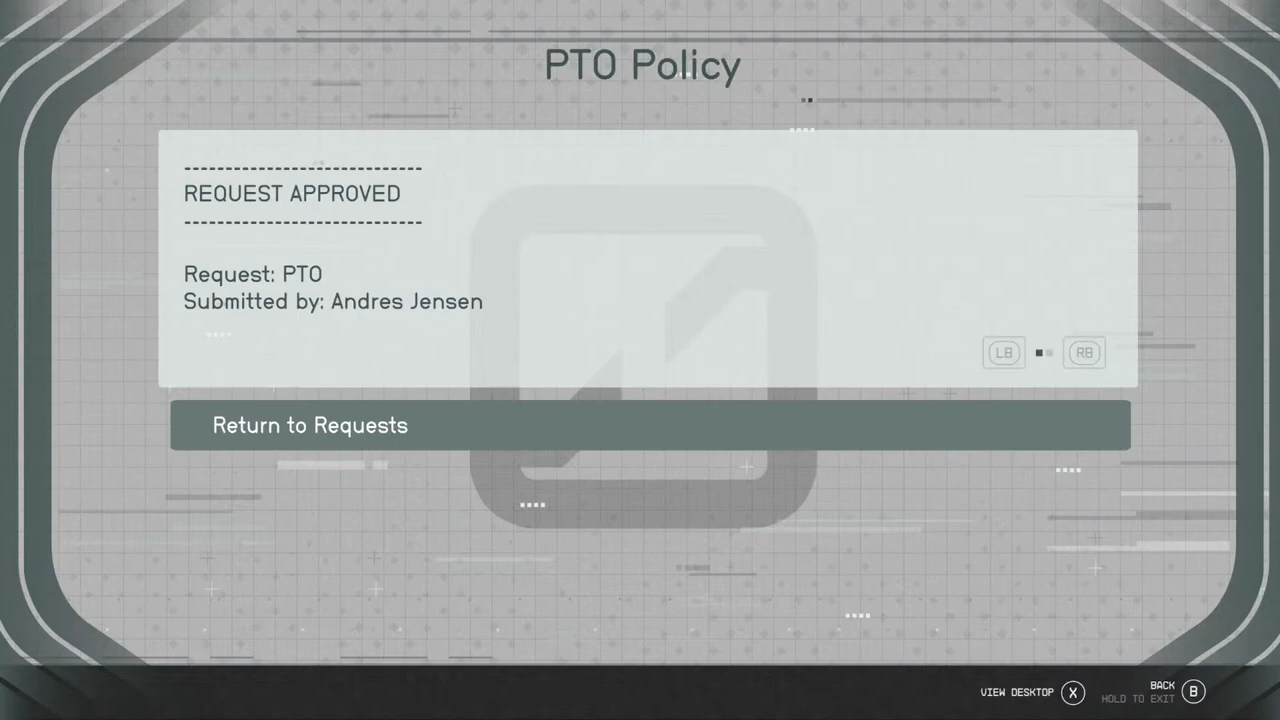 PTO Policy
--------------------------
REQUEST APPROVED
--------------------------
Request: PTO
Submitted by: Andres Jensen
LB RB
Return to Requests
VIEW DESKTOP X
BACK
HOLD TO EXIT B